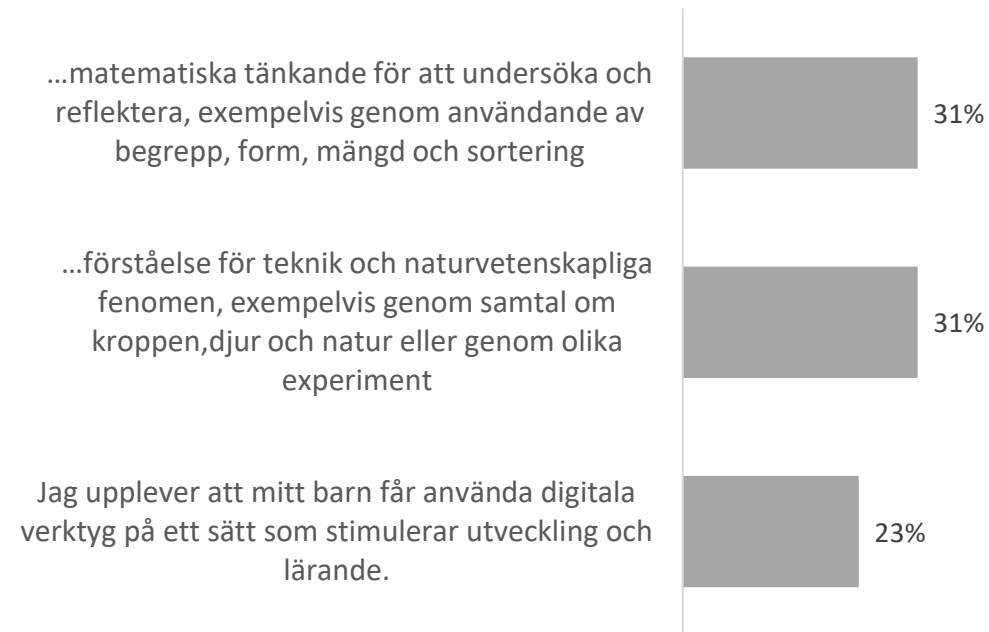 …matematiska tänkande för att undersöka och
reflektera, exempelvis genom användande av
begrepp, form, mängd och sortering
31%
…förståelse för teknik och naturvetenskapliga
fenomen, exempelvis genom samtal om
kroppen,djur och natur eller genom olika
experiment
31%
Jag upplever att mitt barn får använda digitala
verktyg på ett sätt som stimulerar utveckling och
lärande.
23%